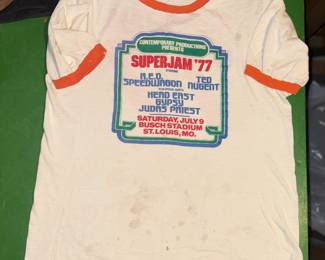 CONTEMPORARY PRODUCTIONS
PRESENTS
SUPERJAM '77
R.E.O.
SPEEDWAGON
TED
NUGENT
HEAD EAST
GYPSY
JUDAS PRIEST
SATURDAY, JULY 9
BUSCH STADIUM
ST. LOUIS, MO.